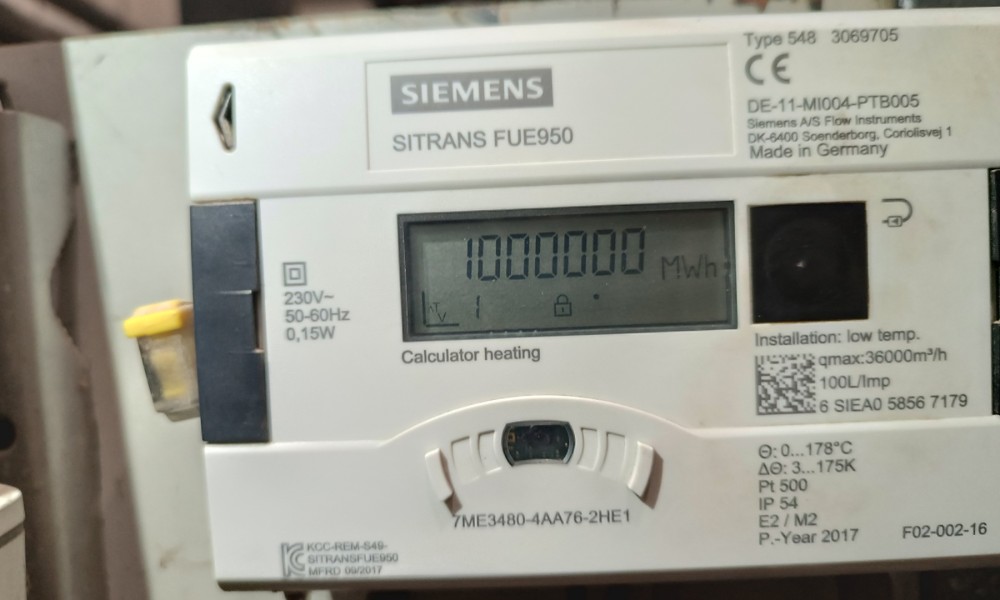 SIEMENS
SITRANS FUE950
Type 548 3069705
CE
DE-11-MI004-PTB005
Siemens A/S Flow Instruments
DK-6400 Soenderborg, Coriolisvej 1
Made in Germany
1000000 MWh
1
230V~
50-60Hz
0,15W
Calculator heating
Installation: low temp.
qmax:36000m³/h
100L/Imp
6 SIEA0 5856 7179
7ME3480-4AA76-2HE1
Θ: 0...178°C
ΔΘ: 3...175K
Pt 500
IP 54
E2 / M2
P.-Year 2017
F02-002-16
KCC-REM-S49-
SITRANSFUE950
MFRD 09/2017